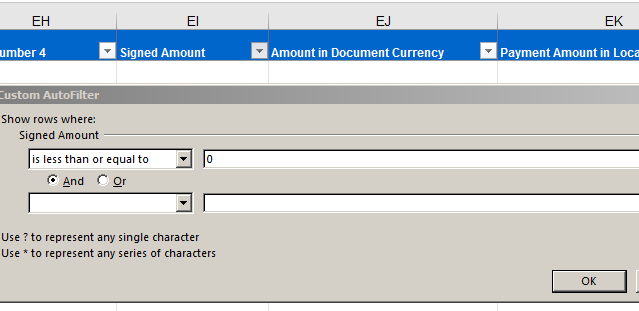 EH EI EJ EK
umber 4 Signed Amount Amount in Document Currency Payment Amount in Loca
Custom AutoFilter
Show rows where:
Signed Amount
is less than or equal to 0
And Or
Use ? to represent any single character
Use * to represent any series of characters
OK